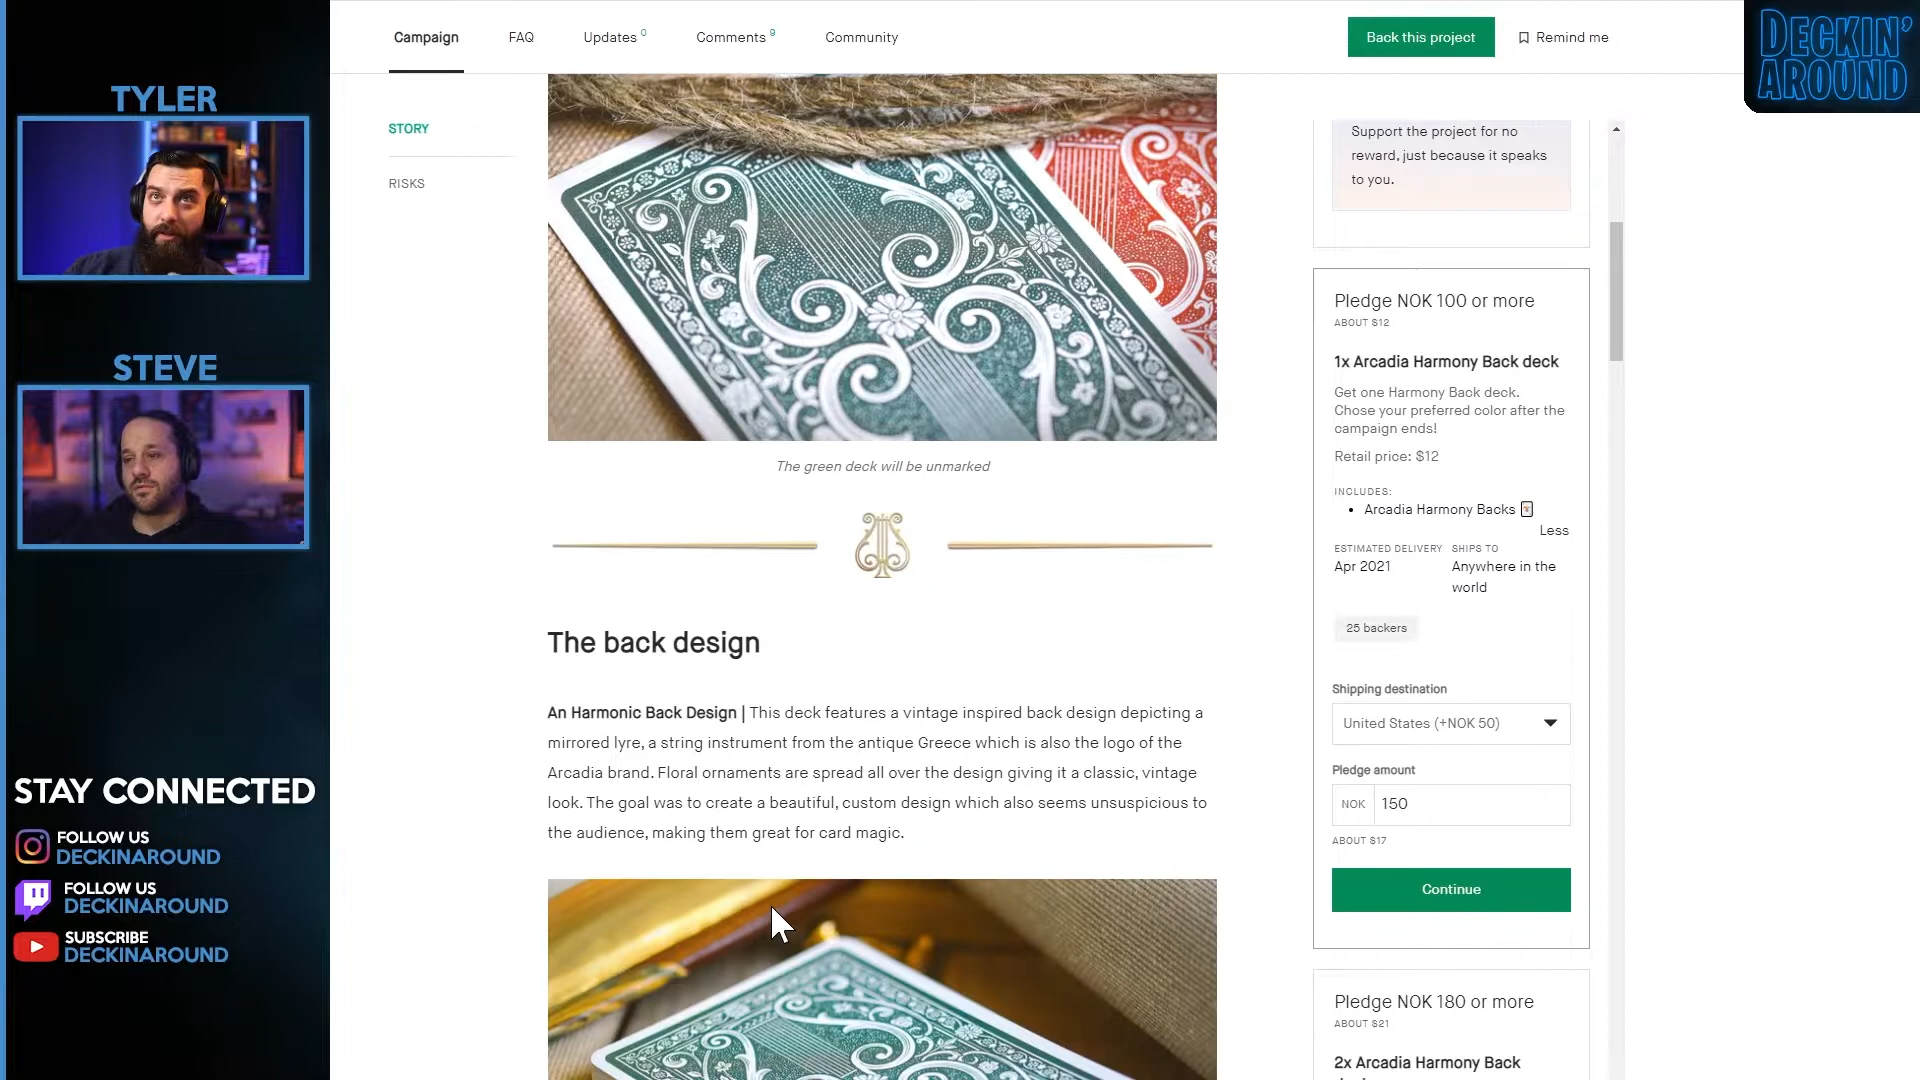 TYLER
STEVE
STAY CONNECTED
FOLLOW US
DECKINAROUND
FOLLOW US
DECKINAROUND
SUBSCRIBE
DECKINAROUND
Campaign
FAQ
Updates 0
Comments 9
Community
Back this project
Remind me
DECKIN'
AROUND
STORY
RISKS
The green deck will be unmarked
The back design
An Harmonic Back Design | This deck features a vintage inspired back design depicting a
mirrored lyre, a string instrument from the antique Greece which is also the logo of the
Arcadia brand. Floral ornaments are spread all over the design giving it a classic, vintage
look. The goal was to create a beautiful, custom design which also seems unsuspicious to
the audience, making them great for card magic.
Support the project for no
reward, just because it speaks
to you.
Pledge NOK 100 or more
ABOUT $12
1x Arcadia Harmony Back deck
Get one Harmony Back deck.
Chose your preferred color after the
campaign ends!
Retail price: $12
INCLUDES:
• Arcadia Harmony Backs
Less
ESTIMATED DELIVERY
Apr 2021
SHIPS TO
Anywhere in the
world
25 backers
Shipping destination
United States (+NOK 50)
Pledge amount
NOK 150
ABOUT $17
Continue
Pledge NOK 180 or more
ABOUT $21
2x Arcadia Harmony Back